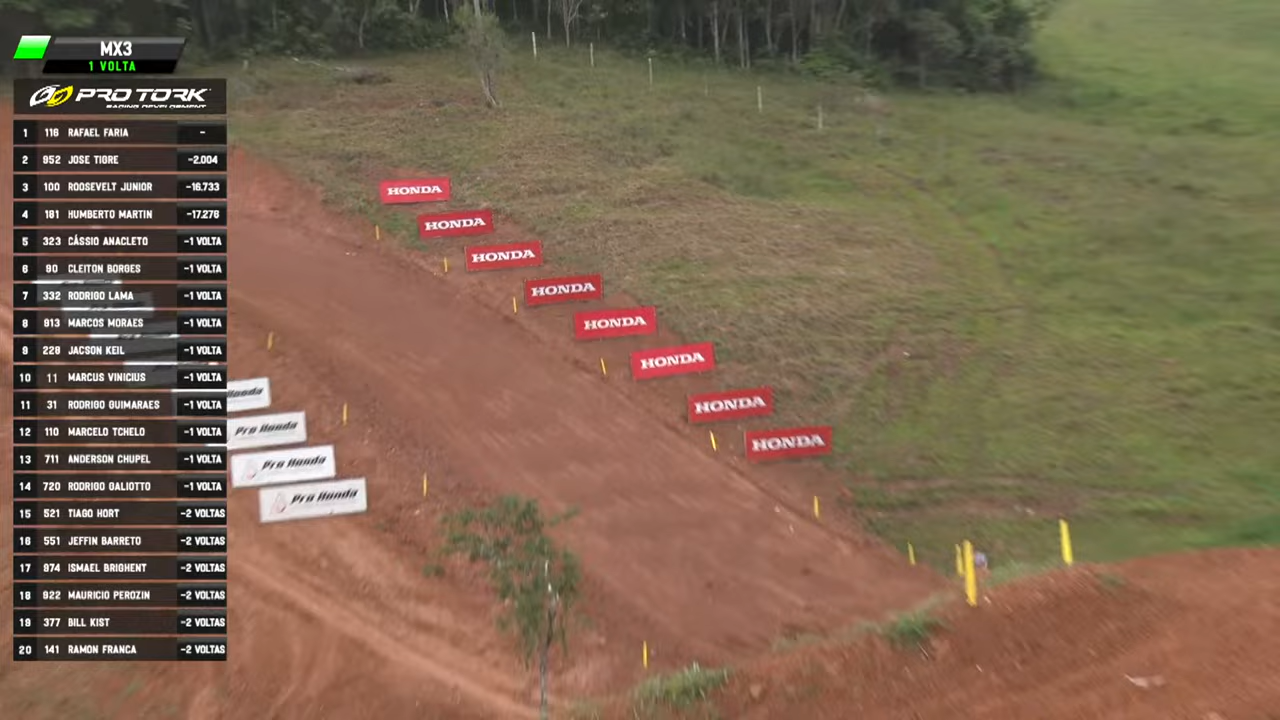 MX3
1 VOLTA
PRO TORK
RACING DEVELOPMENT
1 116 RAFAEL FARIA -
2 952 JOSE TIGRE -2.004
3 100 ROOSEVELT JUNIOR -16.733
4 181 HUMBERTO MARTIN -17.276
5 323 CÁSSIO ANACLETO -1 VOLTA
6 90 CLEITON BORGES -1 VOLTA
7 332 RODRIGO LAMA -1 VOLTA
8 913 MARCOS MORAES -1 VOLTA
9 228 JACSON KEIL -1 VOLTA
10 11 MARCUS VINICIUS -1 VOLTA
11 31 RODRIGO GUIMARAES -1 VOLTA
12 110 MARCELO TCHELO -1 VOLTA
13 711 ANDERSON CHUPEL -1 VOLTA
14 720 RODRIGO GALIOTTO -1 VOLTA
15 521 TIAGO HORT -2 VOLTAS
16 551 JEFFIN BARRETO -2 VOLTAS
17 974 ISMAEL BRIGHENT -2 VOLTAS
18 922 MAURICIO PEROZIN -2 VOLTAS
19 377 BILL KIST -2 VOLTAS
20 141 RAMON FRANCA -2 VOLTAS
HONDA
HONDA
HONDA
HONDA
HONDA
HONDA
HONDA
HONDA
Honda
Pro Honda
Pro Honda
Pro Honda